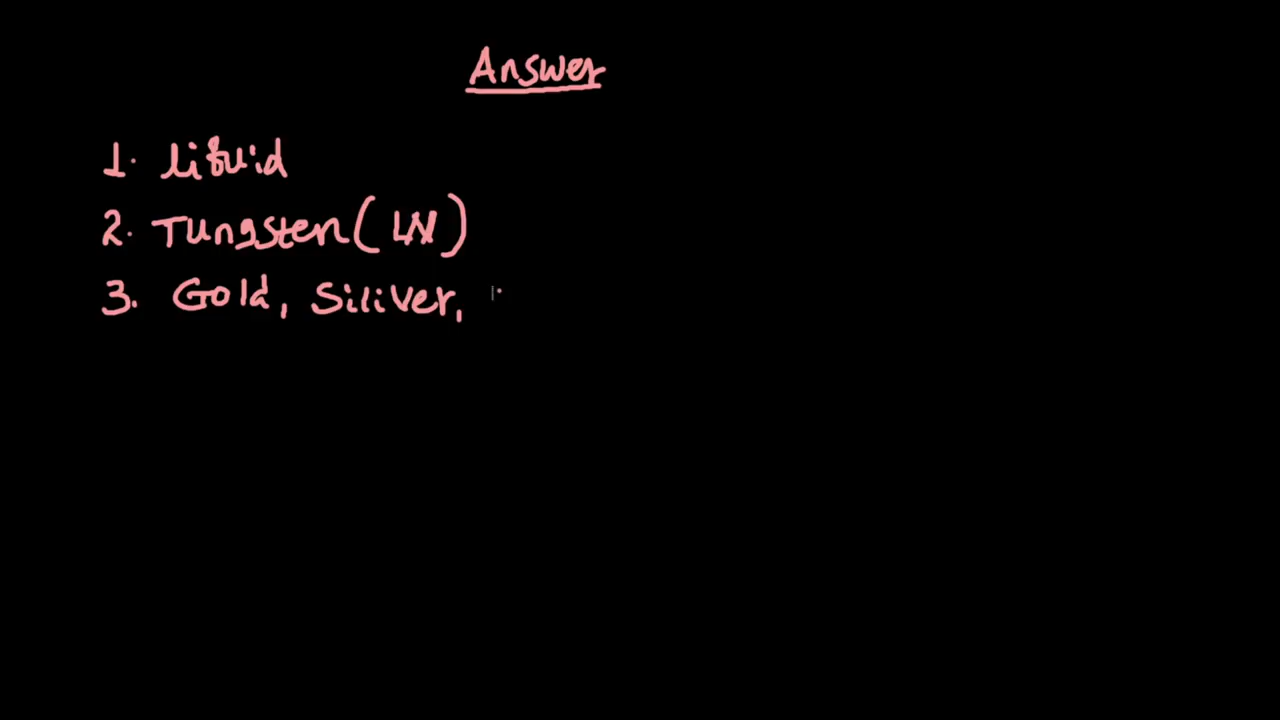 Answer
1. liquid
2. Tungsten (W)
3. Gold, Siliver,